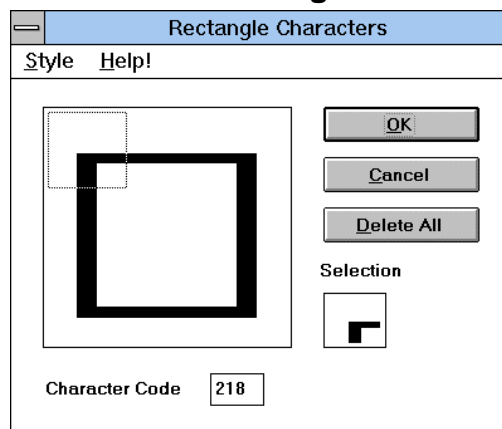 Rectangle Characters
Style Help!
OK
Cancel
Delete All
Selection
Character Code 218